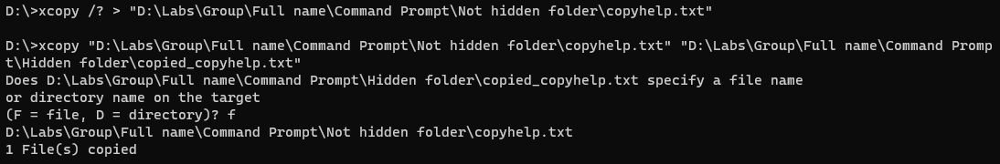 D:\>xcopy /? > "D:\Labs\Group\Full name\Command Prompt\Not hidden folder\copyhelp.txt"
D:\>xcopy "D:\Labs\Group\Full name\Command Prompt\Not hidden folder\copyhelp.txt" "D:\Labs\Group\Full name\Command Promp
t\Hidden folder\copied_copyhelp.txt"
Does D:\Labs\Group\Full name\Command Prompt\Hidden folder\copied_copyhelp.txt specify a file name
or directory name on the target
(F = file, D = directory)? f
D:\Labs\Group\Full name\Command Prompt\Not hidden folder\copyhelp.txt
1 File(s) copied